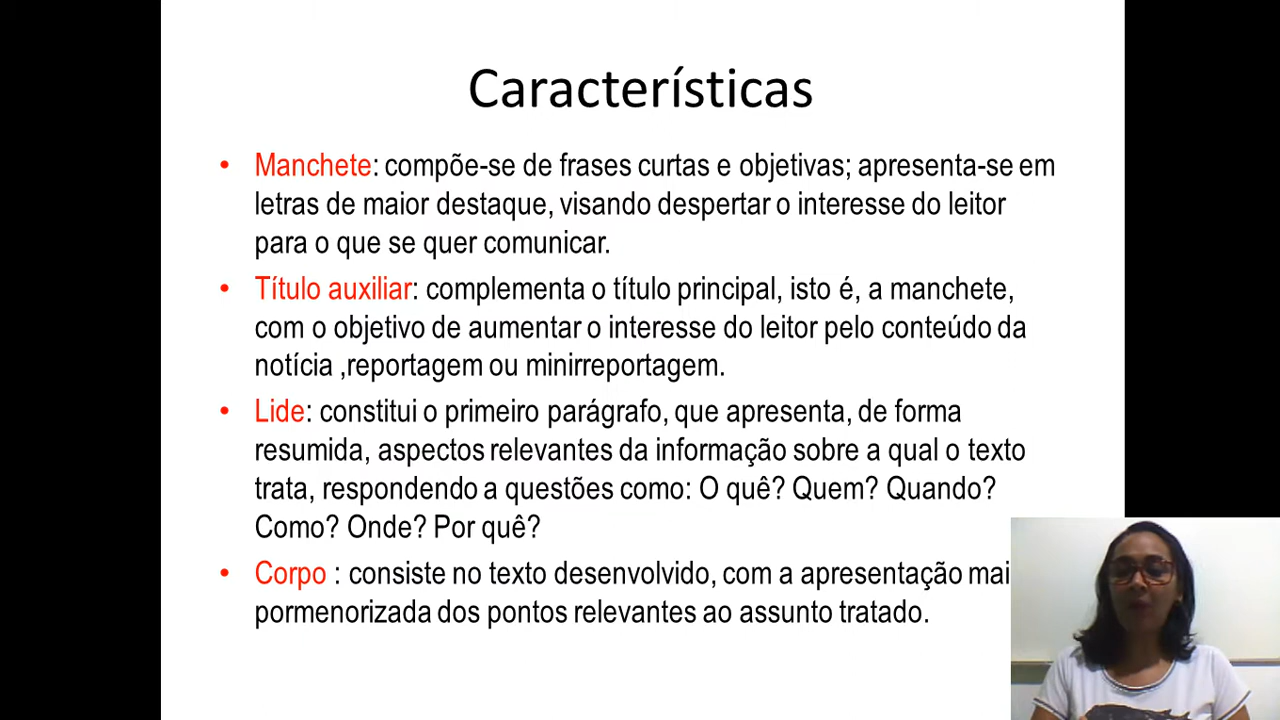 Características
• Manchete: compõe-se de frases curtas e objetivas; apresenta-se em
letras de maior destaque, visando despertar o interesse do leitor
para o que se quer comunicar.
• Título auxiliar: complementa o título principal, isto é, a manchete,
com o objetivo de aumentar o interesse do leitor pelo conteúdo da
notícia ,reportagem ou minirreportagem.
• Lide: constitui o primeiro parágrafo, que apresenta, de forma
resumida, aspectos relevantes da informação sobre a qual o texto
trata, respondendo a questões como: O quê? Quem? Quando?
Como? Onde? Por quê?
• Corpo : consiste no texto desenvolvido, com a apresentação mai
pormenorizada dos pontos relevantes ao assunto tratado.